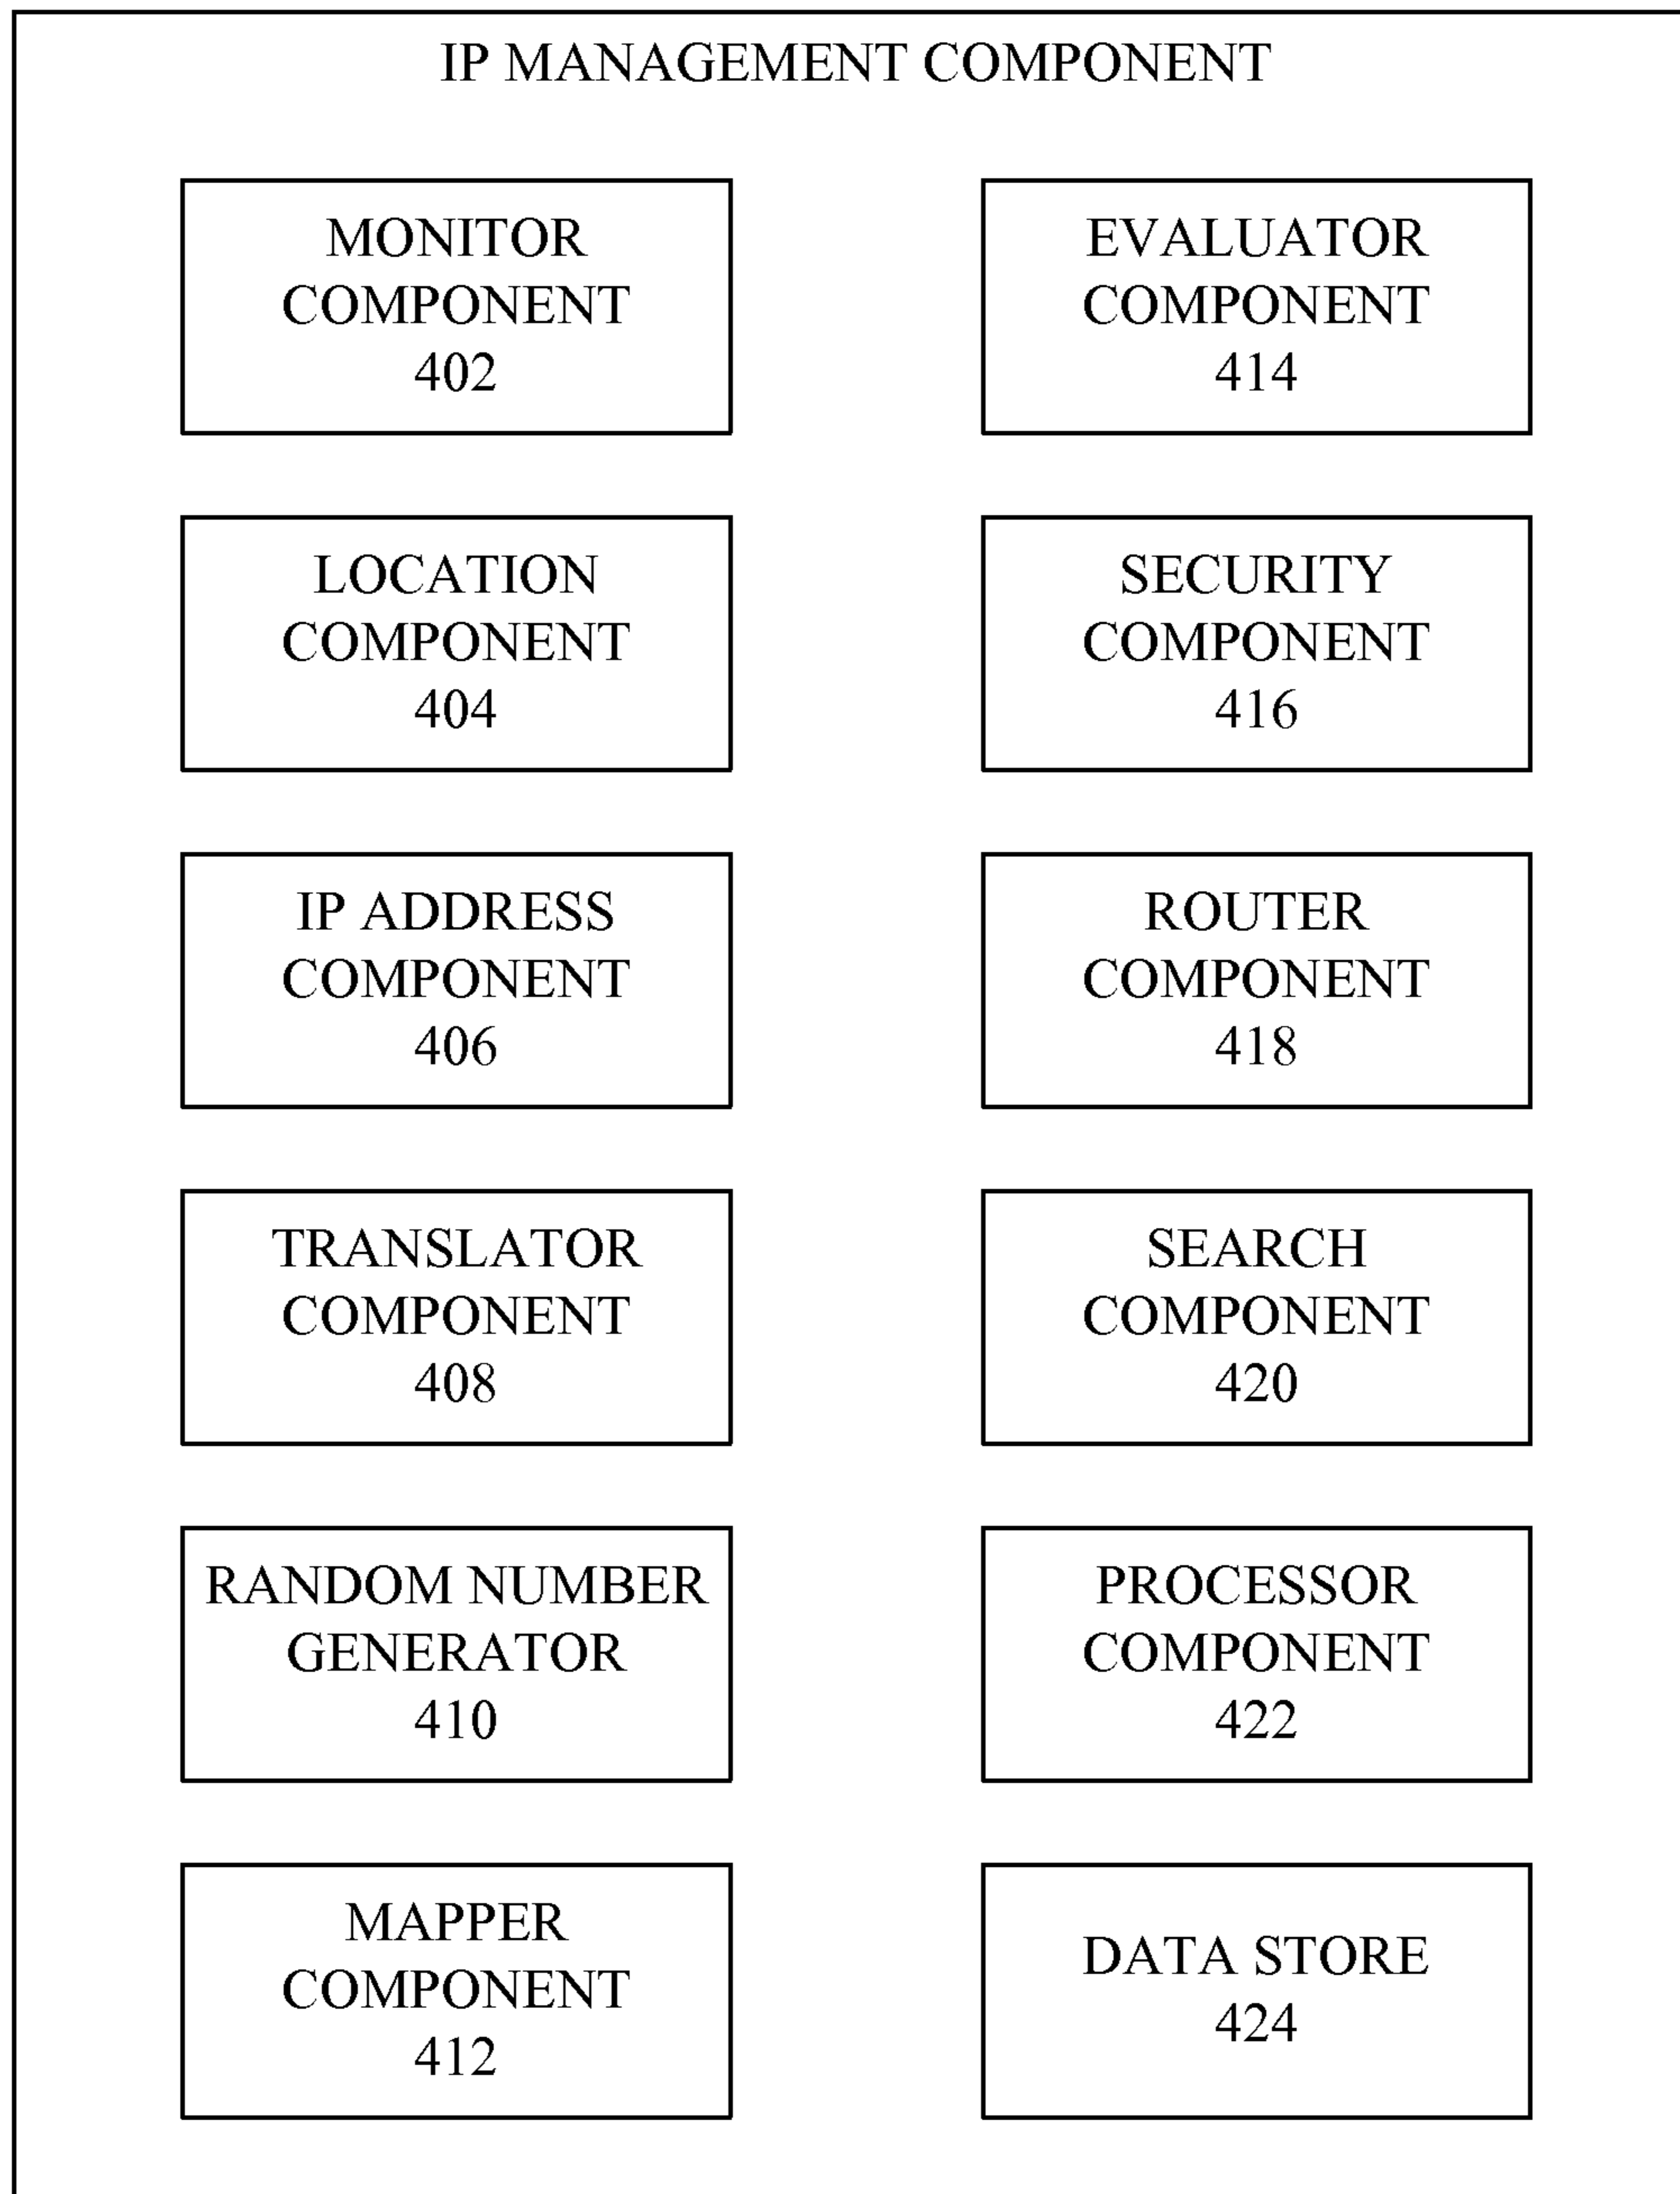 IP MANAGEMENT COMPONENT
MONITOR
COMPONENT
402
LOCATION
COMPONENT
404
IP ADDRESS
COMPONENT
406
TRANSLATOR
COMPONENT
408
RANDOM NUMBER
GENERATOR
410
MAPPER
COMPONENT
412
EVALUATOR
COMPONENT
414
SECURITY
COMPONENT
416
ROUTER
COMPONENT
418
SEARCH
COMPONENT
420
PROCESSOR
COMPONENT
422
DATA STORE
424